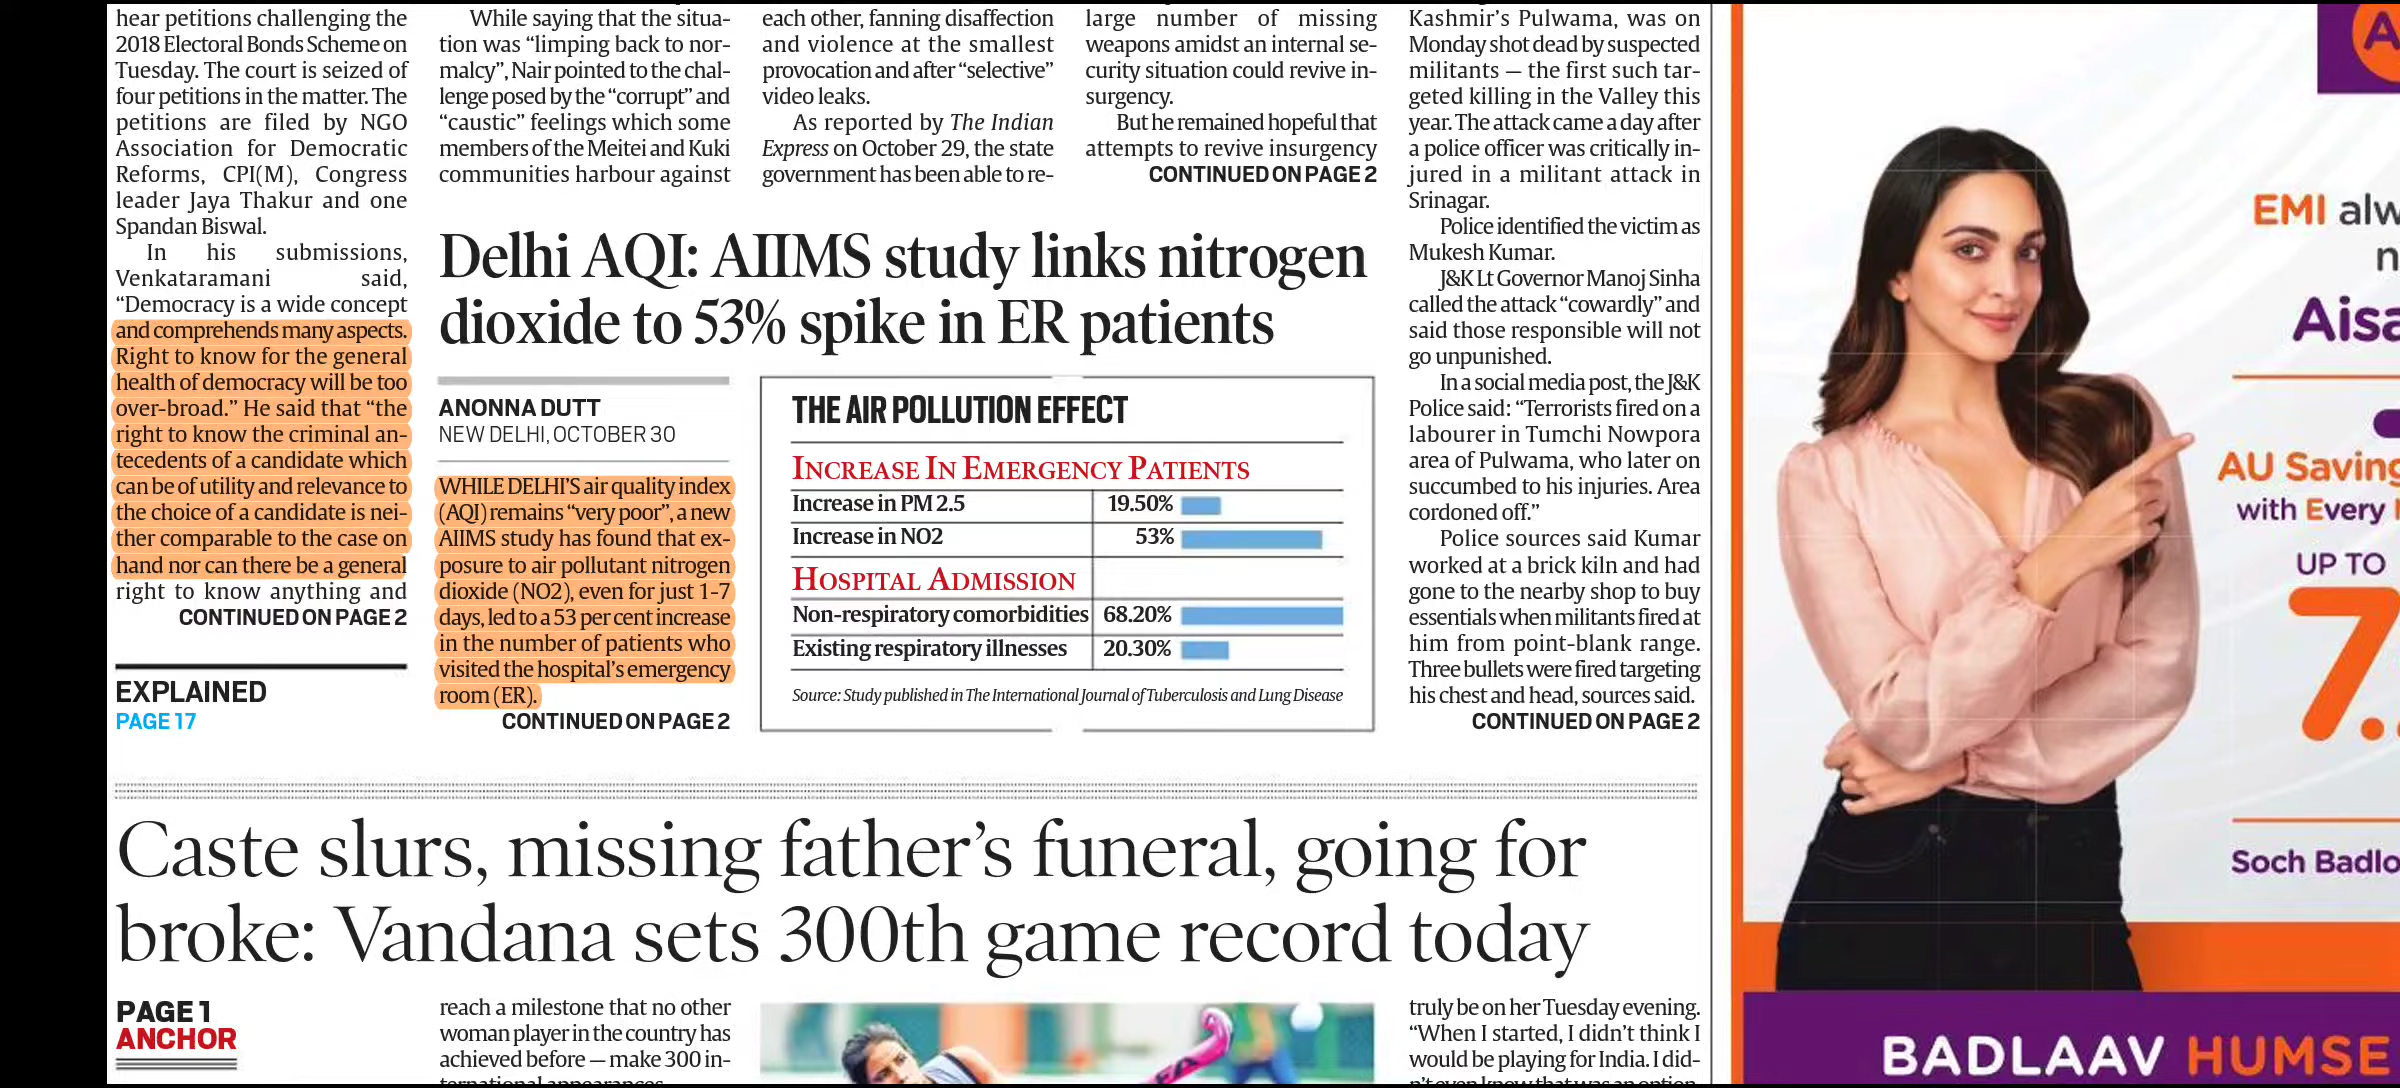 hear petitions challenging the
2018 Electoral Bonds Scheme on
Tuesday. The court is seized of
four petitions in the matter. The
petitions are filed by NGO
Association for Democratic
Reforms, CPI(M), Congress
leader Jaya Thakur and one
Spandan Biswal.
In his submissions,
Venkataramani said,
“Democracy is a wide concept
and comprehends many aspects.
Right to know for the general
health of democracy will be too
over-broad.” He said that “the
right to know the criminal an-
tecedents of a candidate which
can be of utility and relevance to
the choice of a candidate is nei-
ther comparable to the case on
hand nor can there be a general
right to know anything and
CONTINUED ON PAGE 2
EXPLAINED
PAGE 17
While saying that the situa-
tion was “limping back to nor-
malcy”, Nair pointed to the chal-
lenge posed by the “corrupt” and
“caustic” feelings which some
members of the Meitei and Kuki
communities harbour against
each other, fanning disaffection
and violence at the smallest
provocation and after “selective”
video leaks.
As reported by The Indian
Express on October 29, the state
government has been able to re-
large number of missing
weapons amidst an internal se-
curity situation could revive in-
surgency.
But he remained hopeful that
attempts to revive insurgency
CONTINUED ON PAGE 2
Delhi AQI: AIIMS study links nitrogen
dioxide to 53% spike in ER patients
ANONNA DUTT
NEW DELHI, OCTOBER 30
WHILE DELHI'S air quality index
(AQI) remains “very poor”, a new
AIIMS study has found that ex-
posure to air pollutant nitrogen
dioxide (NO2), even for just 1-7
days, led to a 53 per cent increase
in the number of patients who
visited the hospital’s emergency
room (ER).
CONTINUED ON PAGE 2
THE AIR POLLUTION EFFECT
INCREASE IN EMERGENCY PATIENTS
Increase in PM 2.5 19.50%
Increase in NO2 53%
HOSPITAL ADMISSION
Non-respiratory comorbidities 68.20%
Existing respiratory illnesses 20.30%
Source: Study published in The International Journal of Tuberculosis and Lung Disease
Kashmir’s Pulwama, was on
Monday shot dead by suspected
militants — the first such tar-
geted killing in the Valley this
year. The attack came a day after
a police officer was critically in-
jured in a militant attack in
Srinagar.
Police identified the victim as
Mukesh Kumar.
J&K Lt Governor Manoj Sinha
called the attack “cowardly” and
said those responsible will not
go unpunished.
In a social media post, the J&K
Police said: “Terrorists fired on a
labourer in Tumchi Nowpora
area of Pulwama, who later on
succumbed to his injuries. Area
cordoned off.”
Police sources said Kumar
worked at a brick kiln and had
gone to the nearby shop to buy
essentials when militants fired at
him from point-blank range.
Three bullets were fired targeting
his chest and head, sources said.
CONTINUED ON PAGE 2
Caste slurs, missing father’s funeral, going for
broke: Vandana sets 300th game record today
PAGE 1
ANCHOR
reach a milestone that no other
woman player in the country has
achieved before — make 300 in-
ternational appearances
truly be on her Tuesday evening.
“When I started, I didn’t think I
would be playing for India. I did-
n’t even know that was an option
A
EMI alw
n
Aisa
AU Saving
with Every
UP TO
7.
Soch Badlo
BADLAAV HUMSE